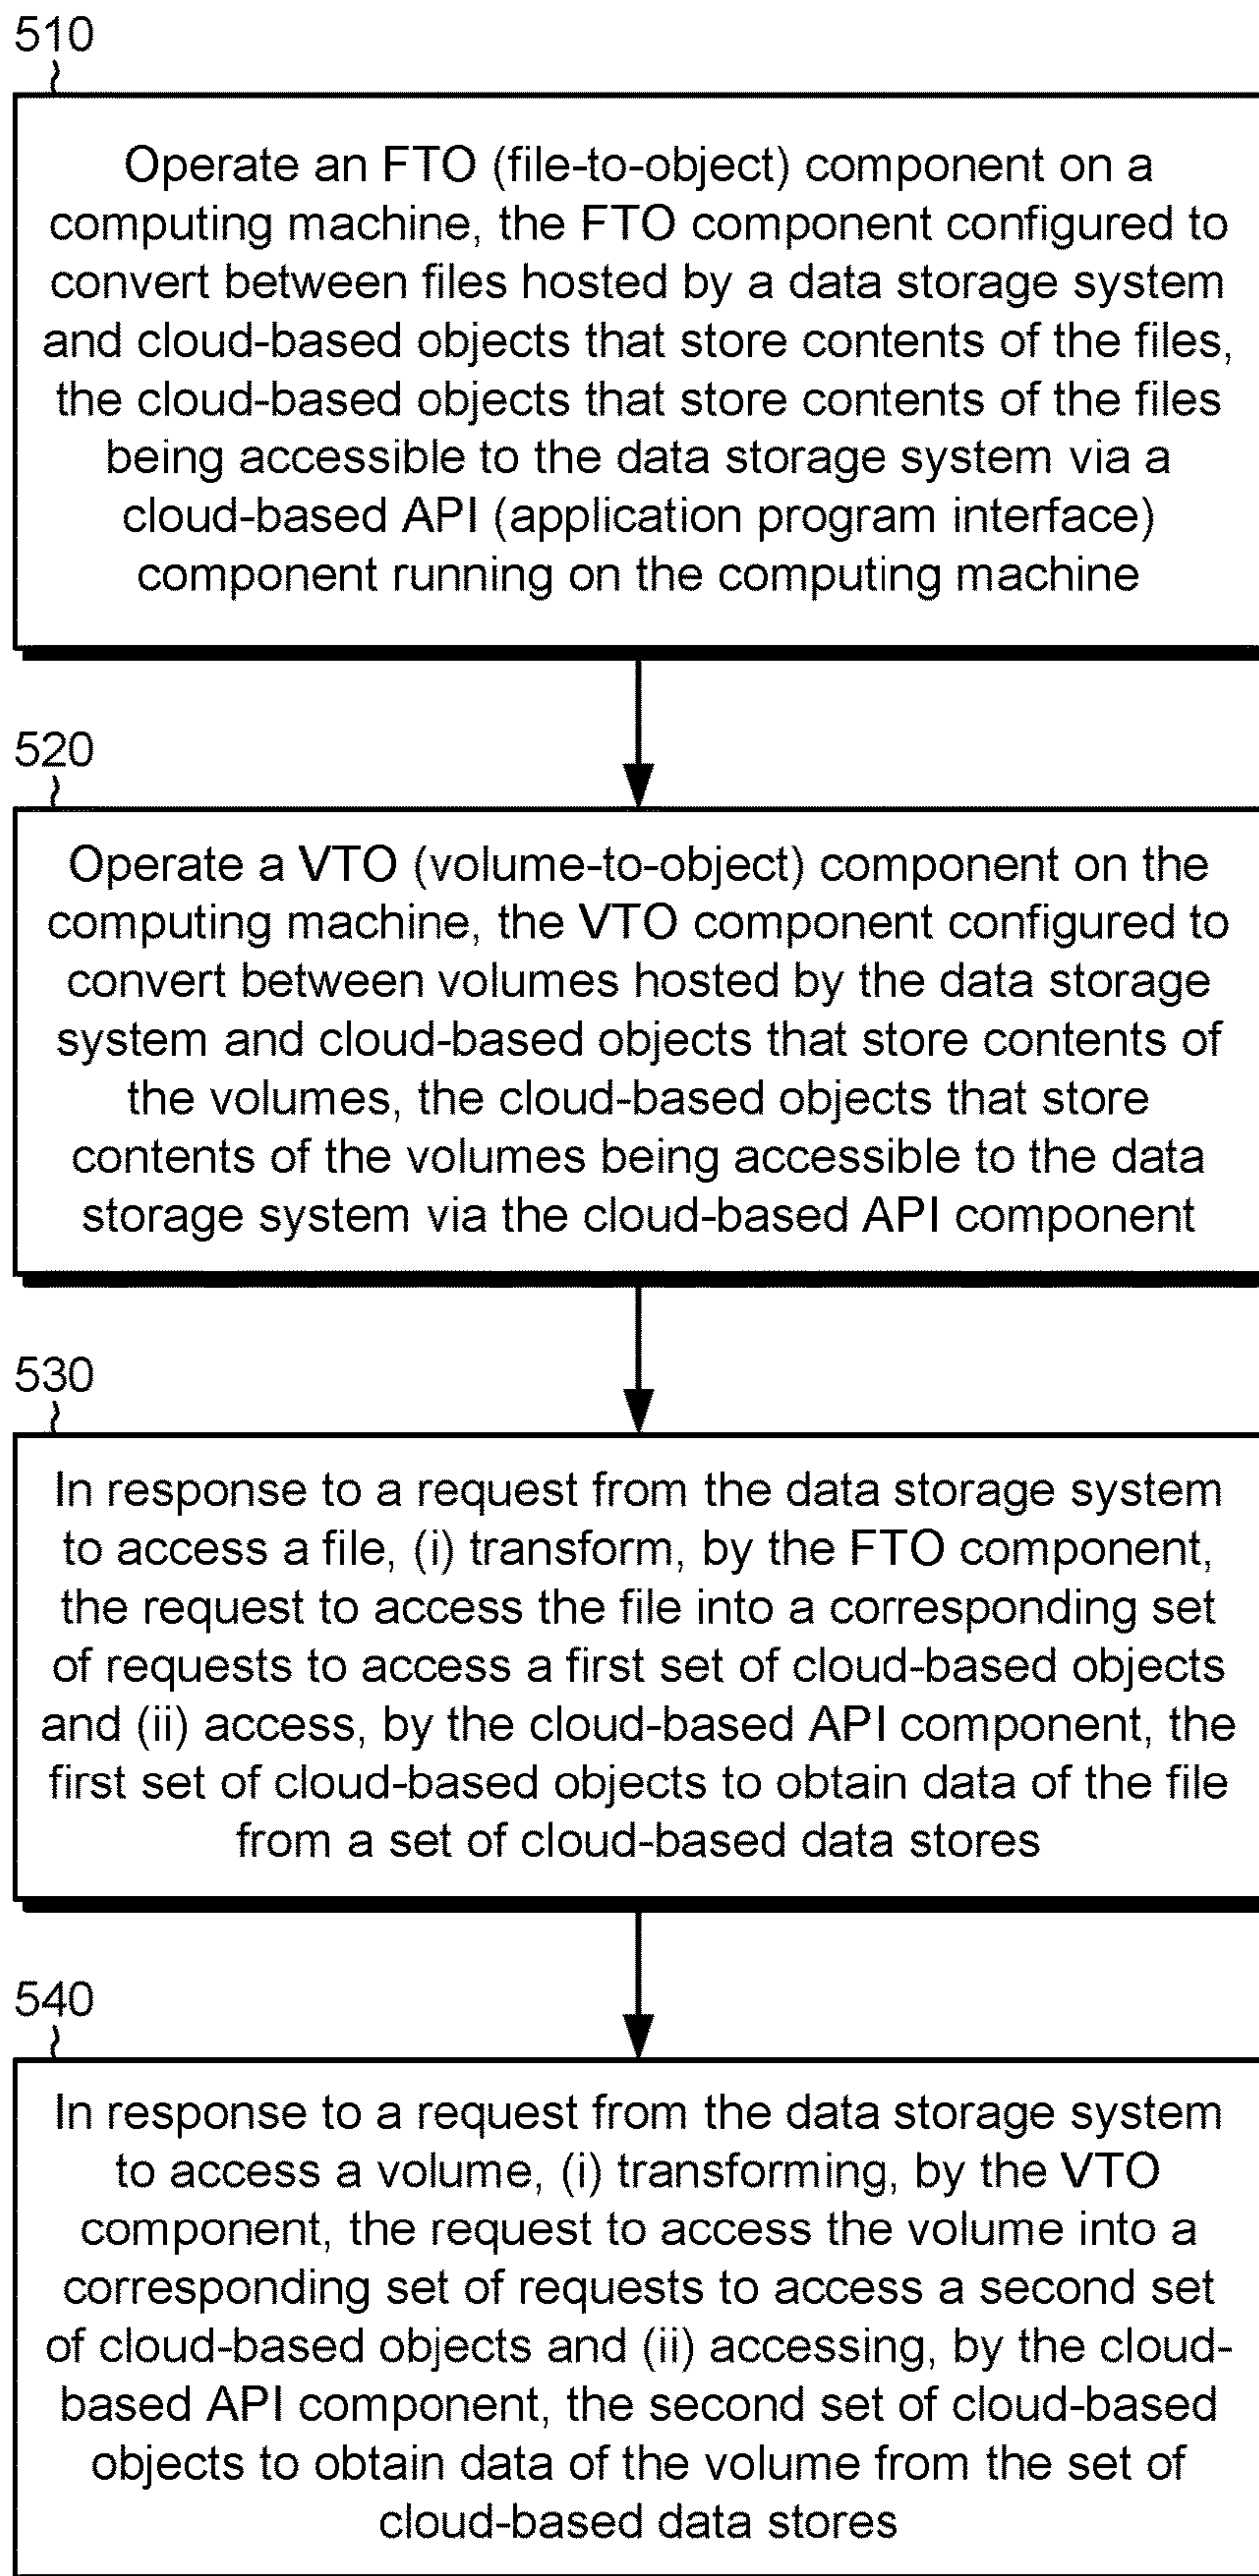 510
Operate an FTO (file-to-object) component on a
computing machine, the FTO component configured to
convert between files hosted by a data storage system
and cloud-based objects that store contents of the files,
the cloud-based objects that store contents of the files
being accessible to the data storage system via a
cloud-based API (application program interface)
component running on the computing machine
520
Operate a VTO (volume-to-object) component on the
computing machine, the VTO component configured to
convert between volumes hosted by the data storage
system and cloud-based objects that store contents of
the volumes, the cloud-based objects that store
contents of the volumes being accessible to the data
storage system via the cloud-based API component
530
In response to a request from the data storage system
to access a file, (i) transform, by the FTO component,
the request to access the file into a corresponding set
of requests to access a first set of cloud-based objects
and (ii) access, by the cloud-based API component, the
first set of cloud-based objects to obtain data of the file
from a set of cloud-based data stores
540
In response to a request from the data storage system
to access a volume, (i) transforming, by the VTO
component, the request to access the volume into a
corresponding set of requests to access a second set
of cloud-based objects and (ii) accessing, by the cloud-
based API component, the second set of cloud-based
objects to obtain data of the volume from the set of
cloud-based data stores